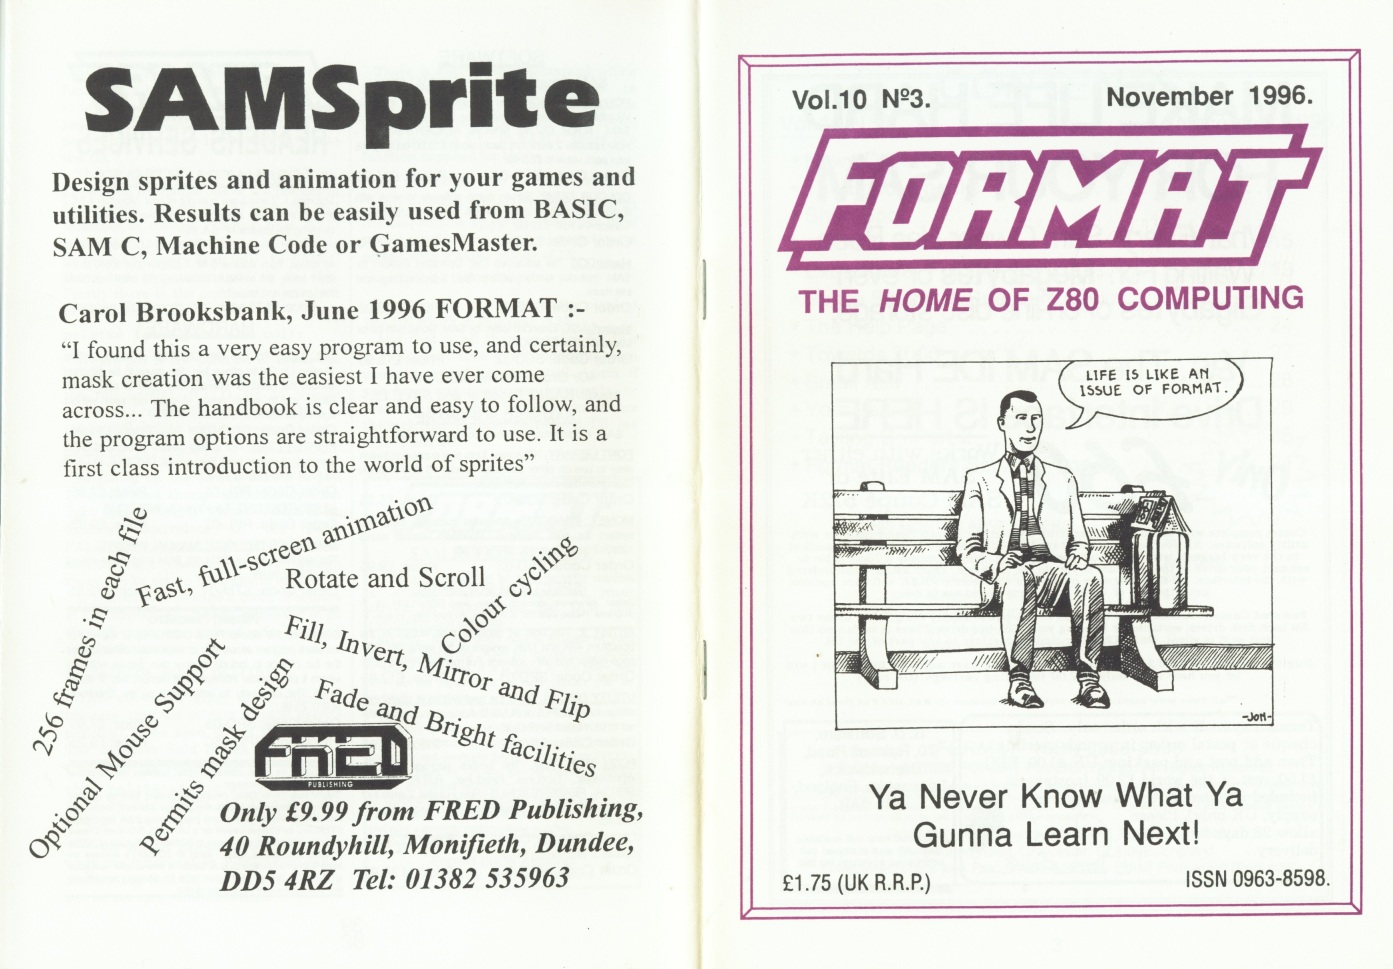 SAMSprite
Design sprites and animation for your games and
utilities. Results can be easily used from BASIC,
SAM C, Machine Code or GamesMaster.
Carol Brooksbank, June 1996 FORMAT :-
“I found this a very easy program to use, and certainly,
mask creation was the easiest I have ever come
across... The handbook is clear and easy to follow, and
the program options are straightforward to use. It is a
first class introduction to the world of sprites”
256 frames in each file
Fast, full-screen animation
Rotate and Scroll
Colour cycling
Optional Mouse Support
Permits mask design
Fill, Invert, Mirror and Flip
Fade and Bright facilities
FRED
PUBLISHING
Only £9.99 from FRED Publishing,
40 Roundyhill, Monifieth, Dundee,
DD5 4RZ Tel: 01382 535963
Vol.10 Nº3.
November 1996.
FORMAT
THE HOME OF Z80 COMPUTING
LIFE IS LIKE AN
ISSUE OF FORMAT.
-JOM-
Ya Never Know What Ya
Gunna Learn Next!
£1.75 (UK R.R.P.)
ISSN 0963-8598.